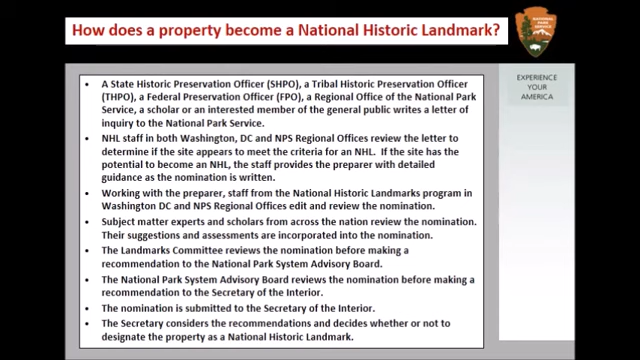 How does a property become a National Historic Landmark?
NATIONAL
PARK
SERVICE
EXPERIENCE
YOUR
AMERICA
• A State Historic Preservation Officer (SHPO), a Tribal Historic Preservation Officer
(THPO), a Federal Preservation Officer (FPO), a Regional Office of the National Park
Service, a scholar or an interested member of the general public writes a letter of
inquiry to the National Park Service.
• NHL staff in both Washington, DC and NPS Regional Offices review the letter to
determine if the site appears to meet the criteria for an NHL. If the site has the
potential to become an NHL, the staff provides the preparer with detailed
guidance as the nomination is written.
• Working with the preparer, staff from the National Historic Landmarks program in
Washington DC and NPS Regional Offices edit and review the nomination.
• Subject matter experts and scholars from across the nation review the nomination.
Their suggestions and assessments are incorporated into the nomination.
• The Landmarks Committee reviews the nomination before making a
recommendation to the National Park System Advisory Board.
• The National Park System Advisory Board reviews the nomination before making a
recommendation to the Secretary of the Interior.
• The nomination is submitted to the Secretary of the Interior.
• The Secretary considers the recommendations and decides whether or not to
designate the property as a National Historic Landmark.